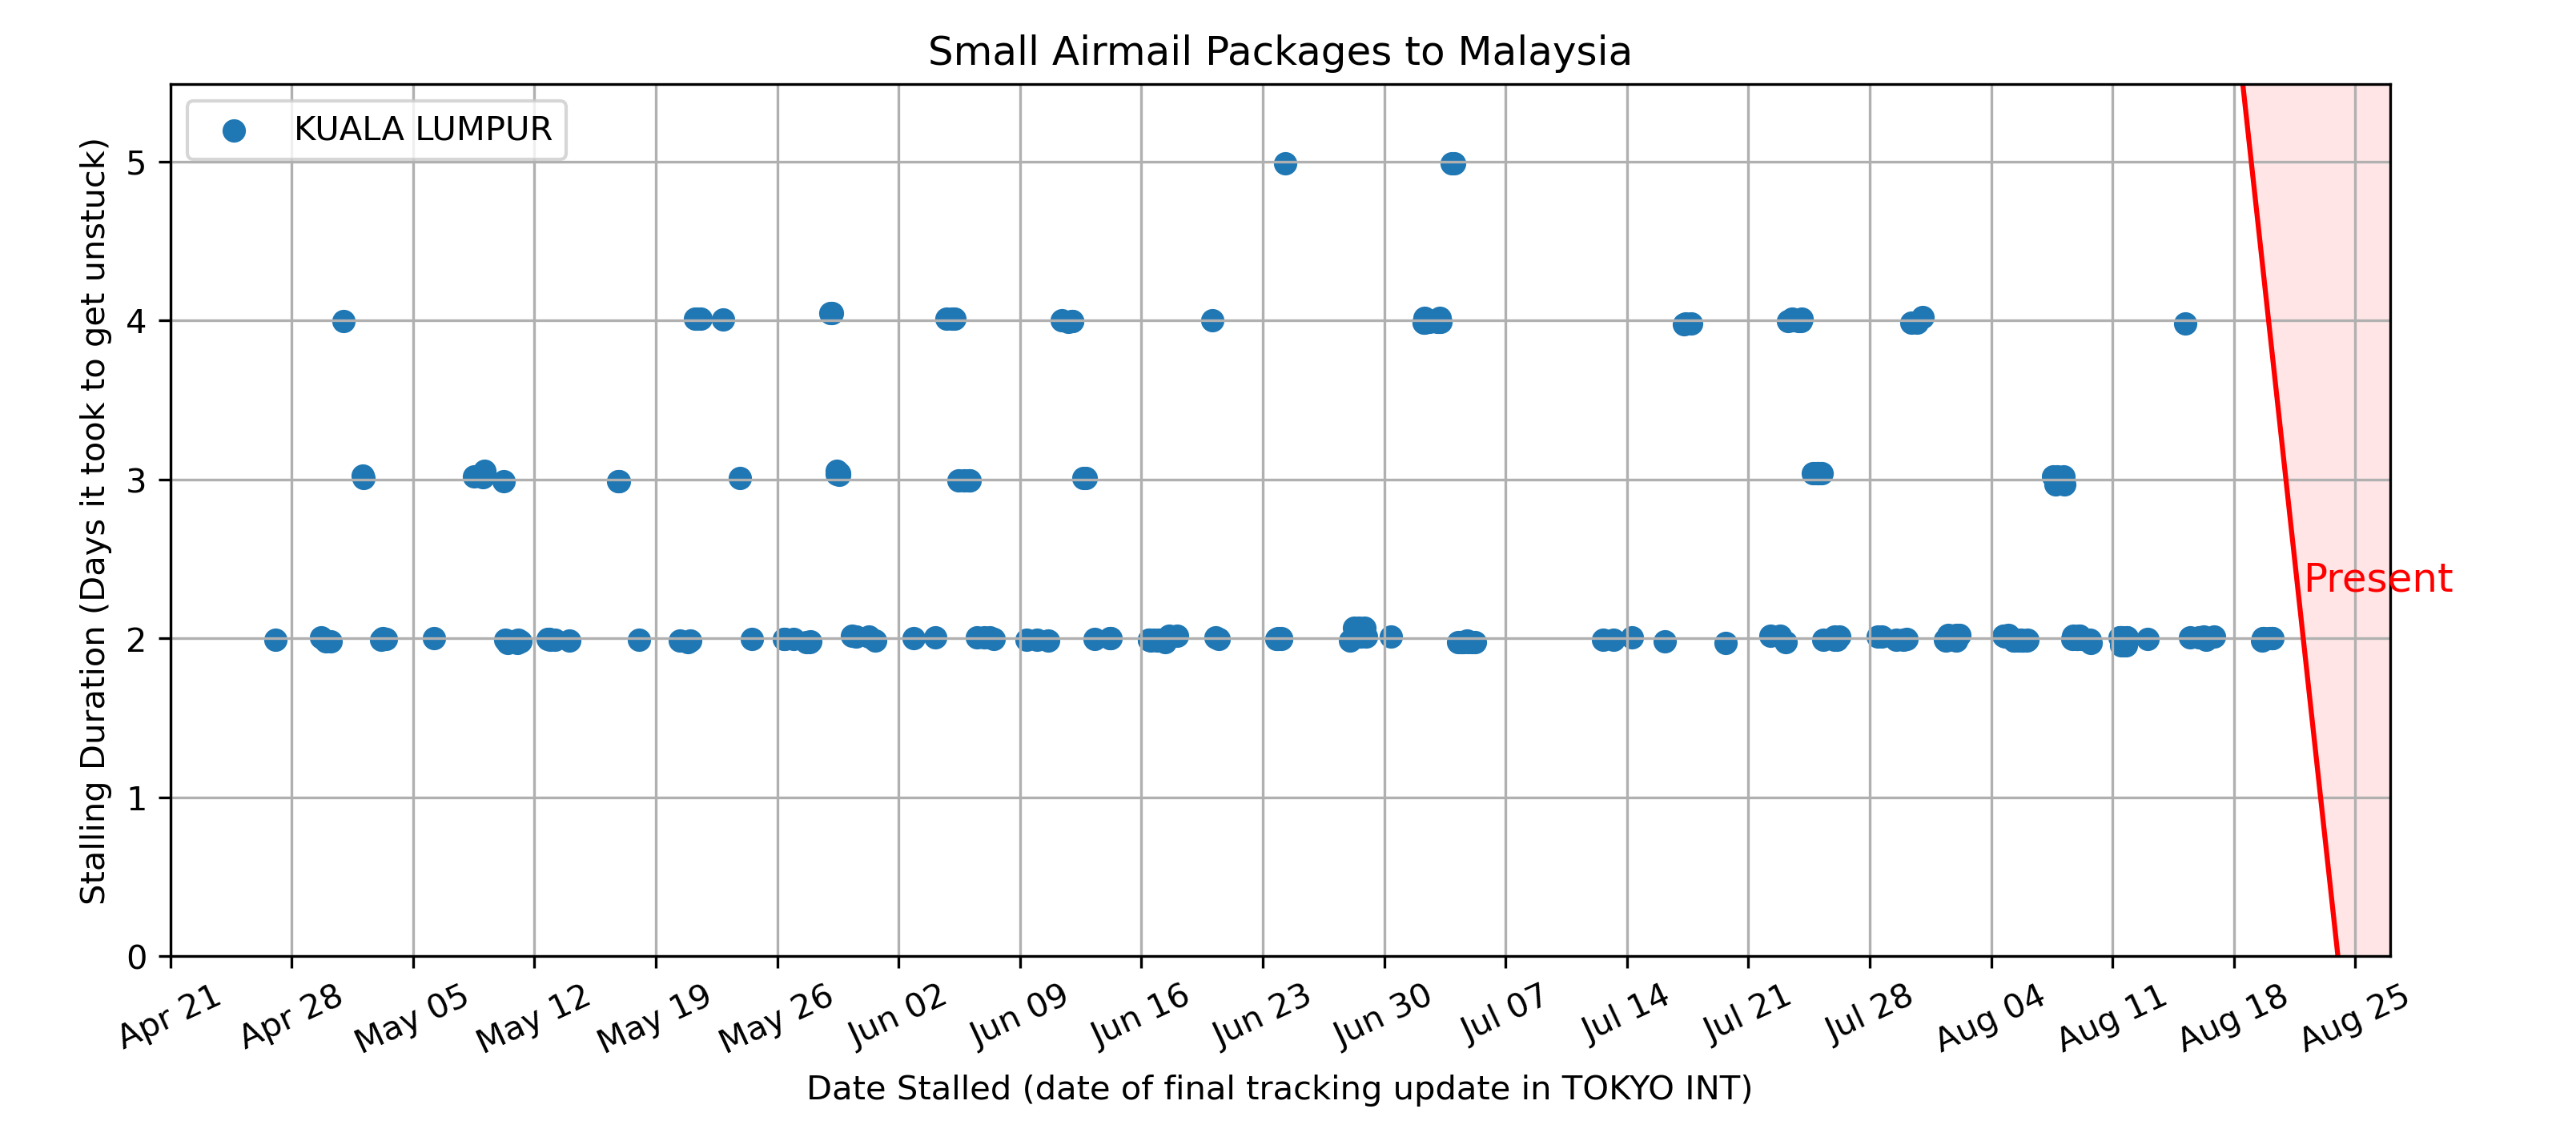 Small Airmail Packages to Malaysia
KUALA LUMPUR
Stalling Duration (Days it took to get unstuck)
5
4
3
2
1
0
Present
Apr 21
Apr 28
May 05
May 12
May 19
May 26
Jun 02
Jun 09
Jun 16
Jun 23
Jun 30
Jul 07
Jul 14
Jul 21
Jul 28
Aug 04
Aug 11
Aug 18
Aug 25
Date Stalled (date of final tracking update in TOKYO INT)